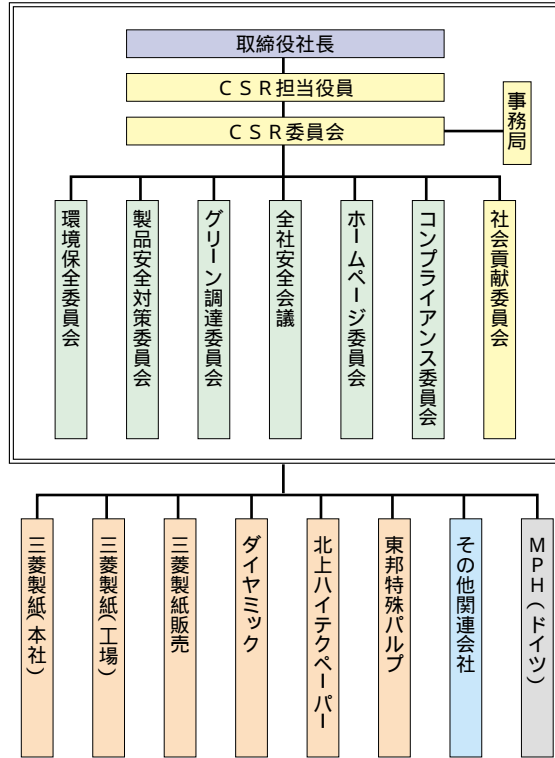 取締役社長
ＣＳＲ担当役員
ＣＳＲ委員会
事務局
環境保全委員会
製品安全対策委員会
グリーン調達委員会
全社安全会議
ホームページ委員会
コンプライアンス委員会
社会貢献委員会
三菱製紙（本社）
三菱製紙（工場）
三菱製紙販売
ダイヤミック
北上ハイテクペーパー
東邦特殊パルプ
その他関連会社
ＭＰＨ（ドイツ）